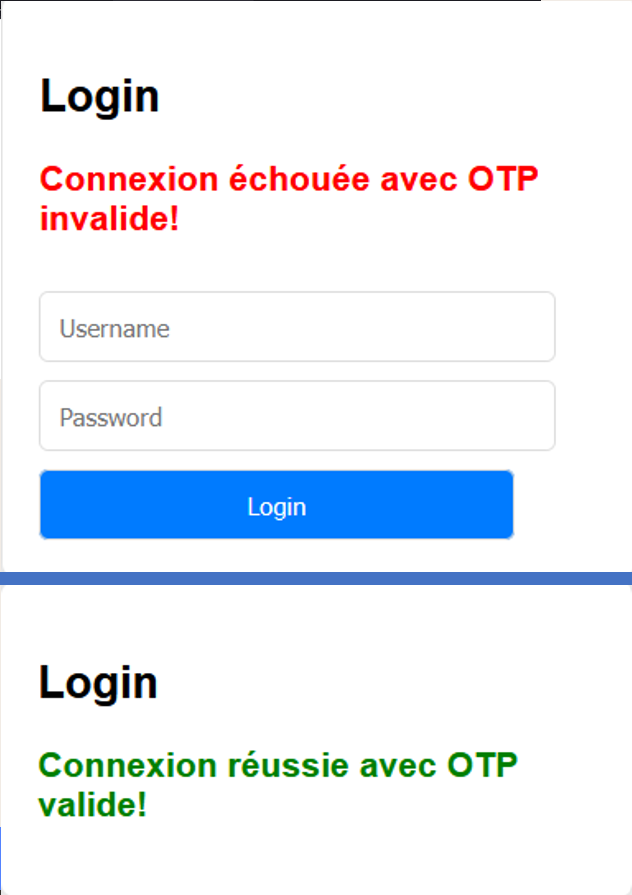 Login
Connexion échouée avec OTP
invalide!
Username
Password
Login
Login
Connexion réussie avec OTP
valide!